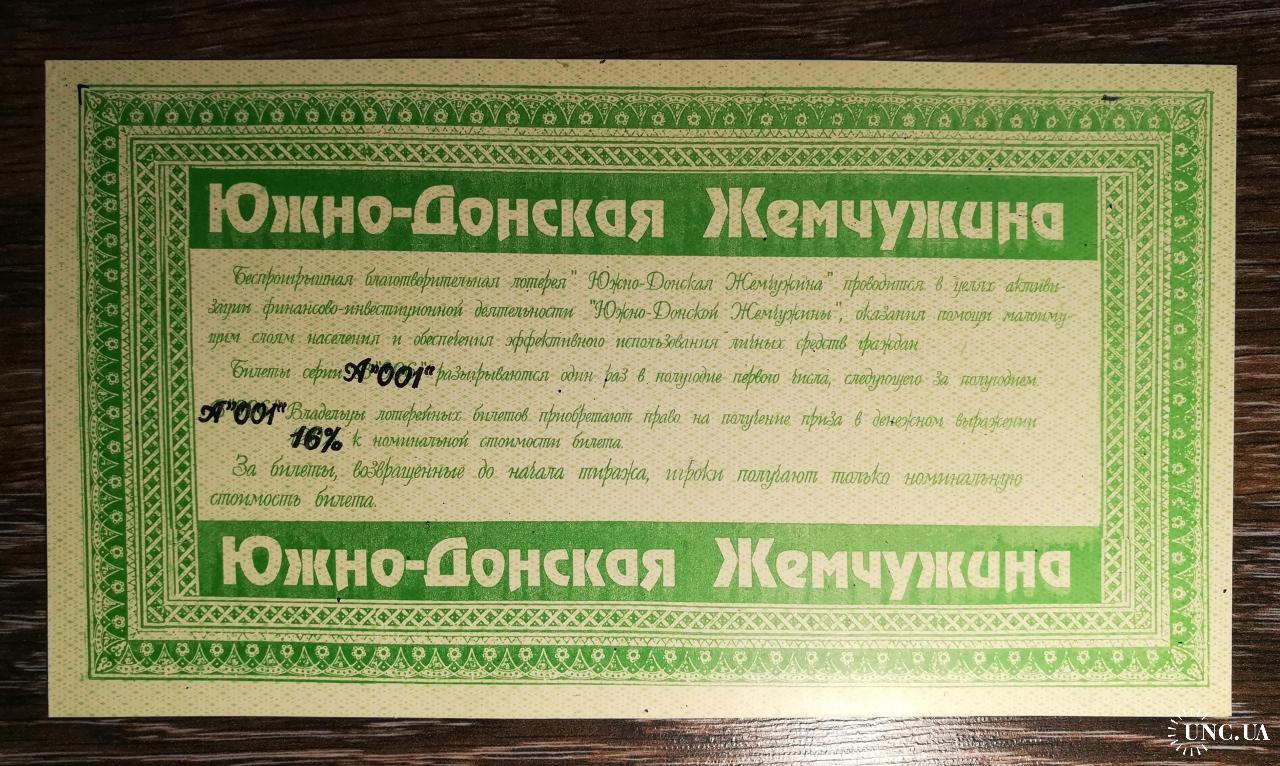 Южно-Донская Жемчужина
Беспроигрышная благотворительная лотерея "Южно-Донская Жемчужина" проводится в целях активи-
зации финансово-инвестиционной деятельности "Южно-Донской Жемчужины", оказания помощи малоиму-
щим слоям населения и обеспечения эффективного использования личных средств граждан.
Билеты серии А"001" разыгрываются один раз в полугодие первого числа, следующего за полугодием.
А"001" Владельцы лотерейных билетов приобретают право на получение приза в денежном выражении
16% к номинальной стоимости билета.
За билеты, возвращенные до начала тиража, игроки получают только номинальную
стоимость билета.
Южно-Донская Жемчужина
UNC.UA